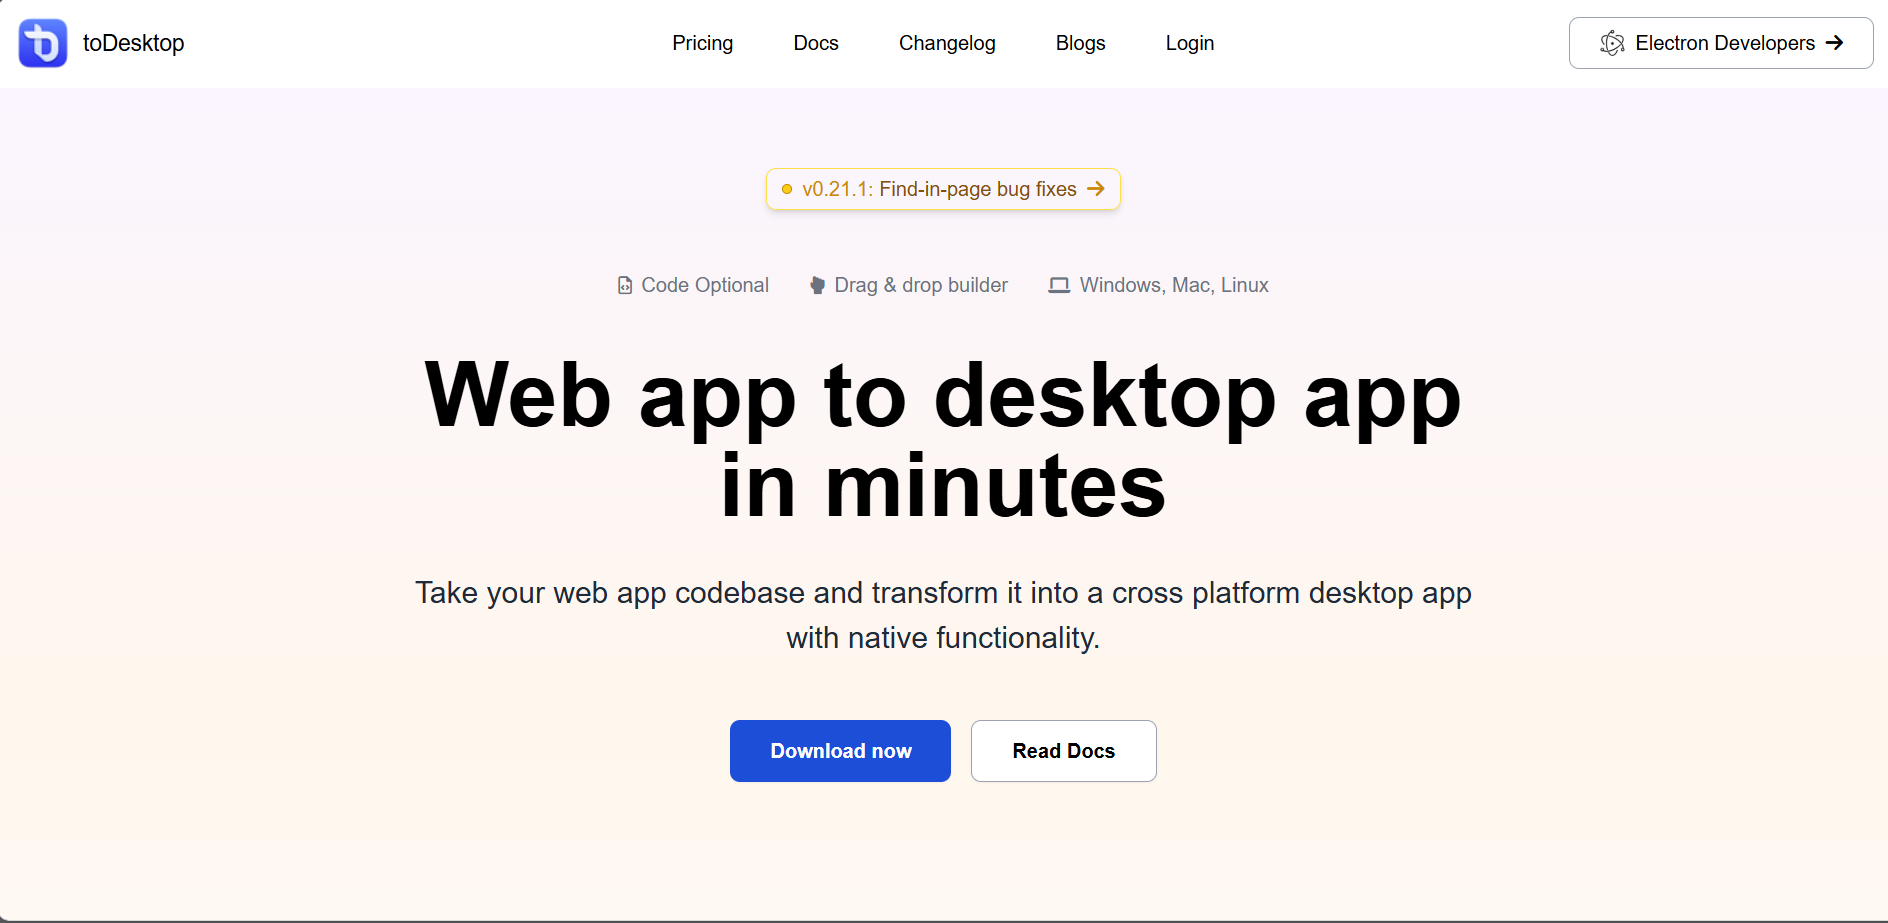 toDesktop
Pricing
Docs
Changelog
Blogs
Login
Electron Developers
v0.21.1: Find-in-page bug fixes
Code Optional
Drag & drop builder
Windows, Mac, Linux
Web app to desktop app
in minutes
Take your web app codebase and transform it into a cross platform desktop app
with native functionality.
Download now
Read Docs